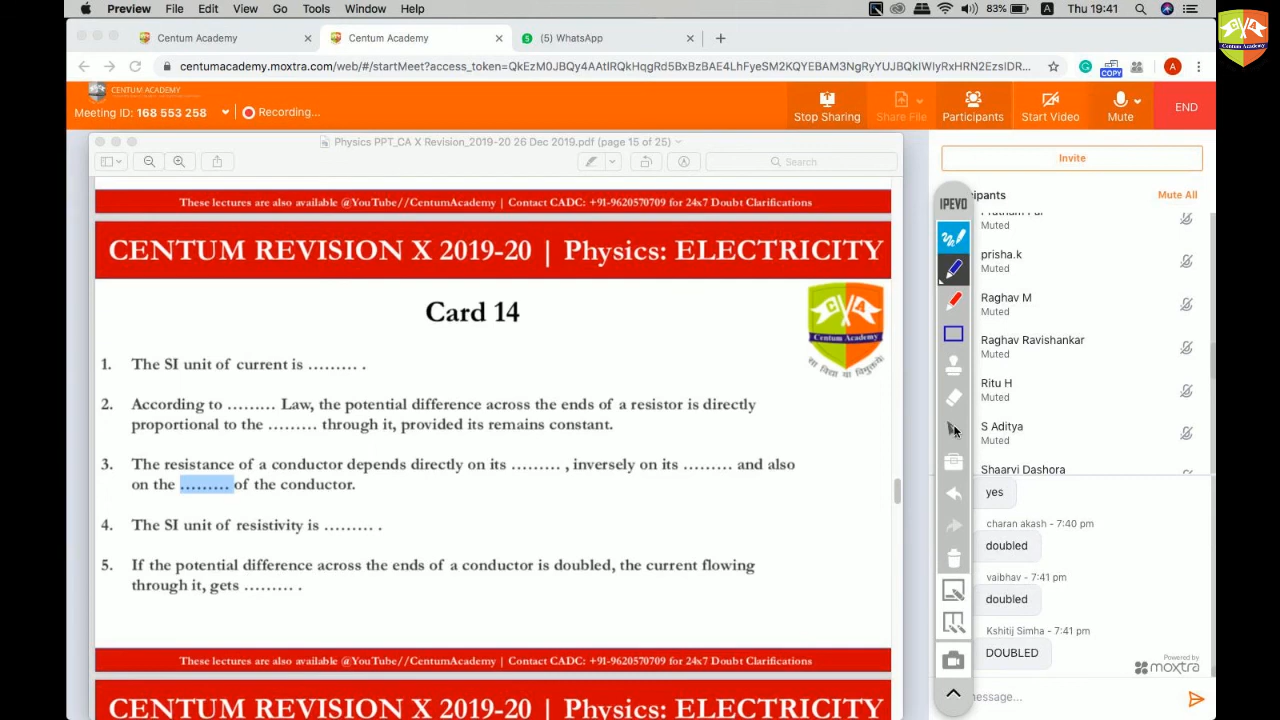 Preview File Edit View Go Tools Window Help
83% A Thu 19:41
Centum Academy
Centum Academy
(5) WhatsApp
COPY
A
CENTUM ACADEMY
Meeting ID: 168 553 258
Recording...
Stop Sharing
Share File
Participants
Start Video
Mute
END
Physics PPT_CA X Revision_2019-20 26 Dec 2019.pdf (page 15 of 25)
Search
These lectures are also available @YouTube//CentumAcademy | Contact CADC: +91-9620570709 for 24x7 Doubt Clarifications
CENTUM REVISION X 2019-20 | Physics: ELECTRICITY
Card 14
Centum Academy
सा विद्या या विमुक्तये
1. The SI unit of current is ......... .
2. According to ......... Law, the potential difference across the ends of a resistor is directly
proportional to the ......... through it, provided its remains constant.
3. The resistance of a conductor depends directly on its ......... , inversely on its ......... and also
on the ......... of the conductor.
4. The SI unit of resistivity is ......... .
5. If the potential difference across the ends of a conductor is doubled, the current flowing
through it, gets ......... .
These lectures are also available @YouTube//CentumAcademy | Contact CADC: +91-9620570709 for 24x7 Doubt Clarifications
CENTUM REVISION X 2019-20 | Physics: ELECTRICITY
Invite
IPEVO
cipants
Mute All
Muted
prisha.k
Muted
Raghav M
Muted
Raghav Ravishankar
Muted
Ritu H
Muted
S Aditya
Muted
Shaarvi Dashora
yes
charan akash - 7:40 pm
doubled
vaibhav - 7:41 pm
doubled
Kshitij Simha - 7:41 pm
DOUBLED
Powered by
moxtra
message...